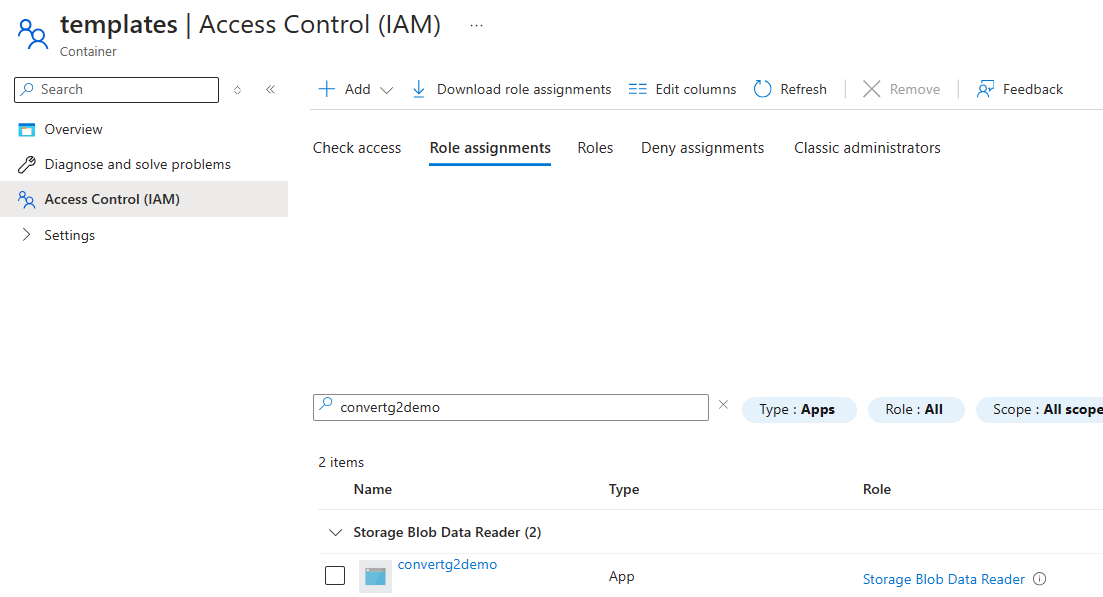 templates | Access Control (IAM) ...
Container
Search
Add
Download role assignments
Edit columns
Refresh
Remove
Feedback
Overview
Diagnose and solve problems
Access Control (IAM)
Settings
Check access
Role assignments
Roles
Deny assignments
Classic administrators
convertg2demo
Type : Apps
Role : All
Scope : All scope
2 items
Name
Type
Role
Storage Blob Data Reader (2)
convertg2demo
App
Storage Blob Data Reader